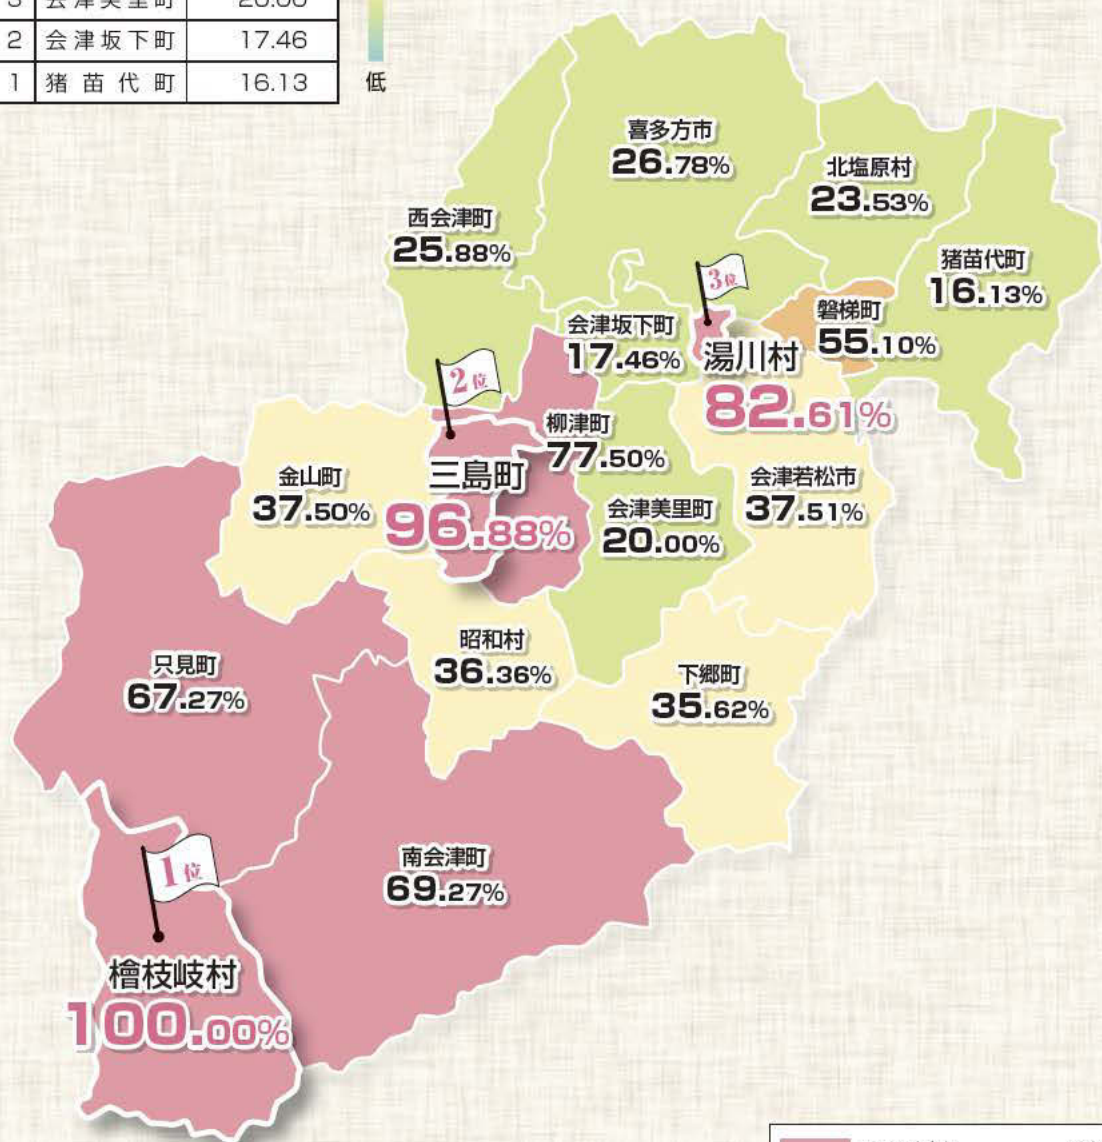 2 会津坂下町 17.46
1 猪苗代町 16.13
低
喜多方市
26.78%
北塩原村
23.53%
西会津町
25.88%
猪苗代町
16.13%
3位
磐梯町
55.10%
会津坂下町
17.46%
湯川村
82.61%
2位
柳津町
77.50%
三島町
96.88%
金山町
37.50%
会津若松市
37.51%
会津美里町
20.00%
昭和村
36.36%
只見町
67.27%
下郷町
35.62%
1位
南会津町
69.27%
檜枝岐村
100.00%